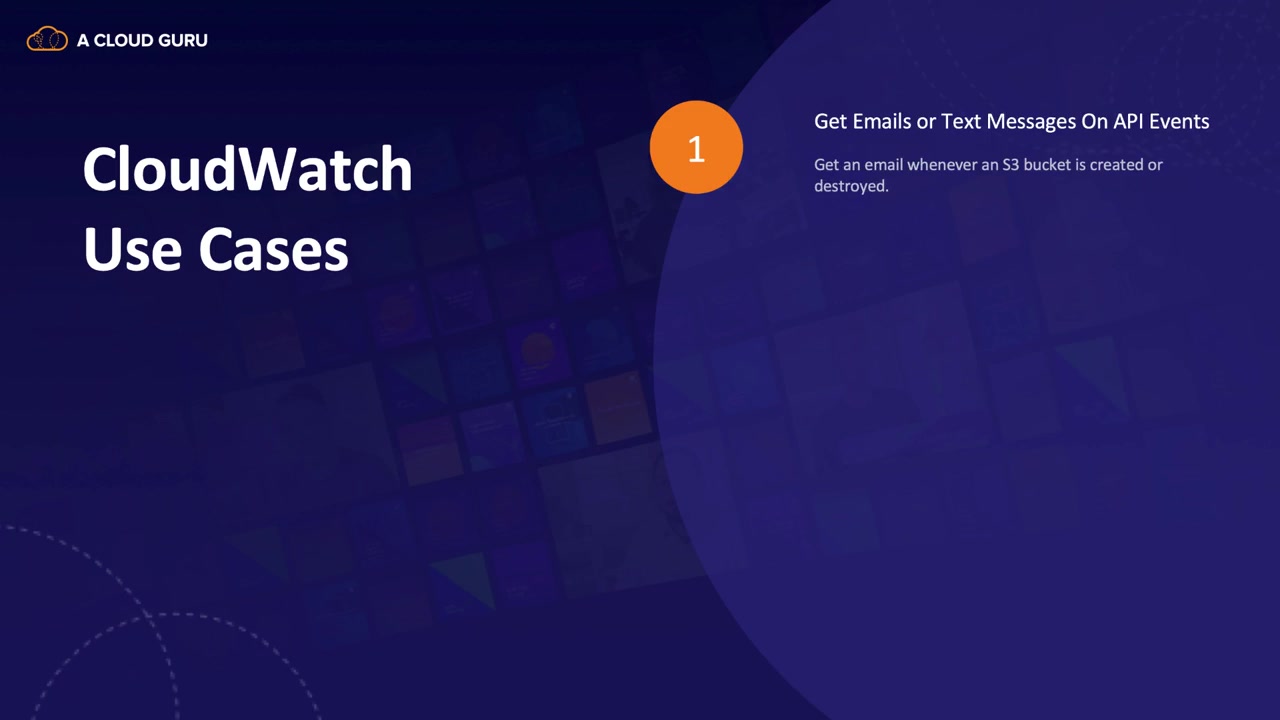 A CLOUD GURU
CloudWatch
Use Cases
1
Get Emails or Text Messages On API Events
Get an email whenever an S3 bucket is created or
destroyed.